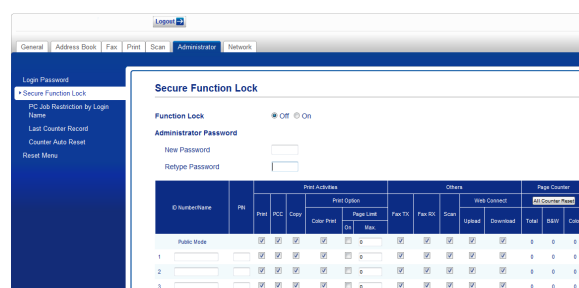 Logout
General Address Book Fax Print Scan Administrator Network
Login Password
Secure Function Lock
PC Job Restriction by Login
Name
Last Counter Record
Counter Auto Reset
Reset Menu
Secure Function Lock
Function Lock Off On
Administrator Password
New Password
Retype Password
Print Activities Others Page Counter
ID Number/Name PIN Print Option Web Connect All Counter Reset
Print PCC Copy Color Print Page Limit Fax TX Fax RX Scan Upload Download Total B&W Colo
On Max.
Public Mode 0 0 0 0
1 0 0 0 0
2 0 0 0 0
3 0 0 0 0